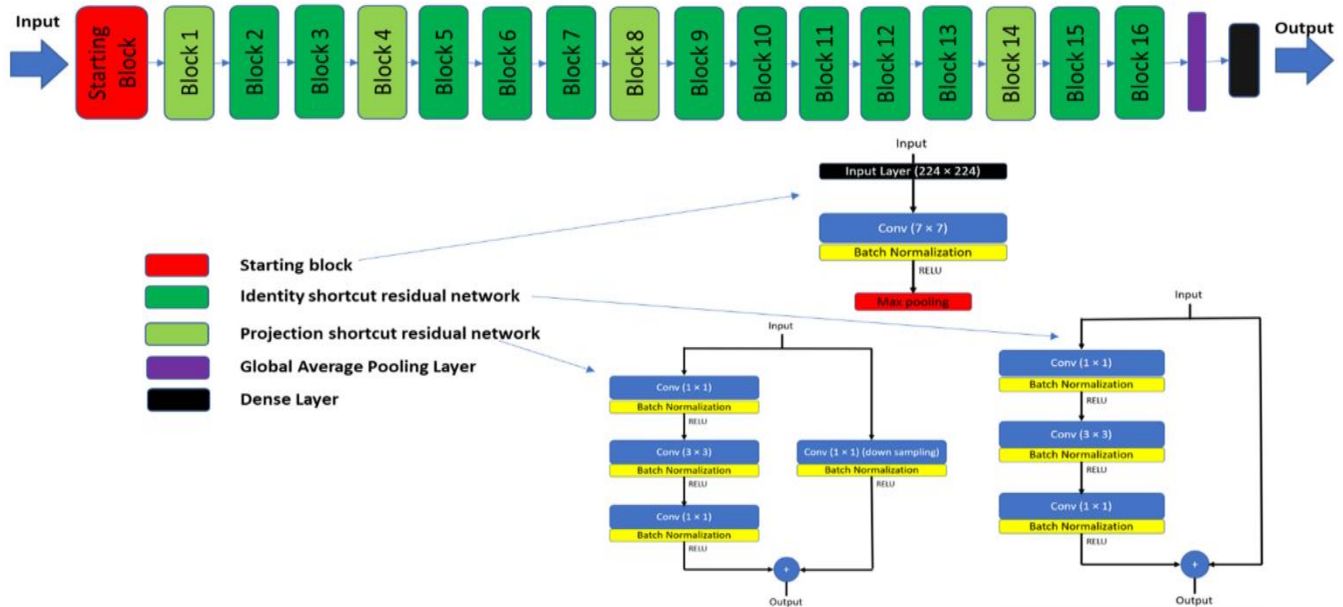 Input
Starting
Block
Block 1
Block 2
Block 3
Block 4
Block 5
Block 6
Block 7
Block 8
Block 9
Block 10
Block 11
Block 12
Block 13
Block 14
Block 15
Block 16
Output
Input
Input Layer (224 × 224)
Conv (7 × 7)
Batch Normalization
RELU
Max pooling
Starting block
Identity shortcut residual network
Projection shortcut residual network
Global Average Pooling Layer
Dense Layer
Input
Conv (1 × 1)
Batch Normalization
RELU
Conv (3 × 3)
Batch Normalization
RELU
Conv (1 × 1)
Batch Normalization
RELU
Conv (1 × 1) (down sampling)
Batch Normalization
RELU
+
Output
Input
Conv (1 × 1)
Batch Normalization
RELU
Conv (3 × 3)
Batch Normalization
RELU
Conv (1 × 1)
Batch Normalization
RELU
+
Output